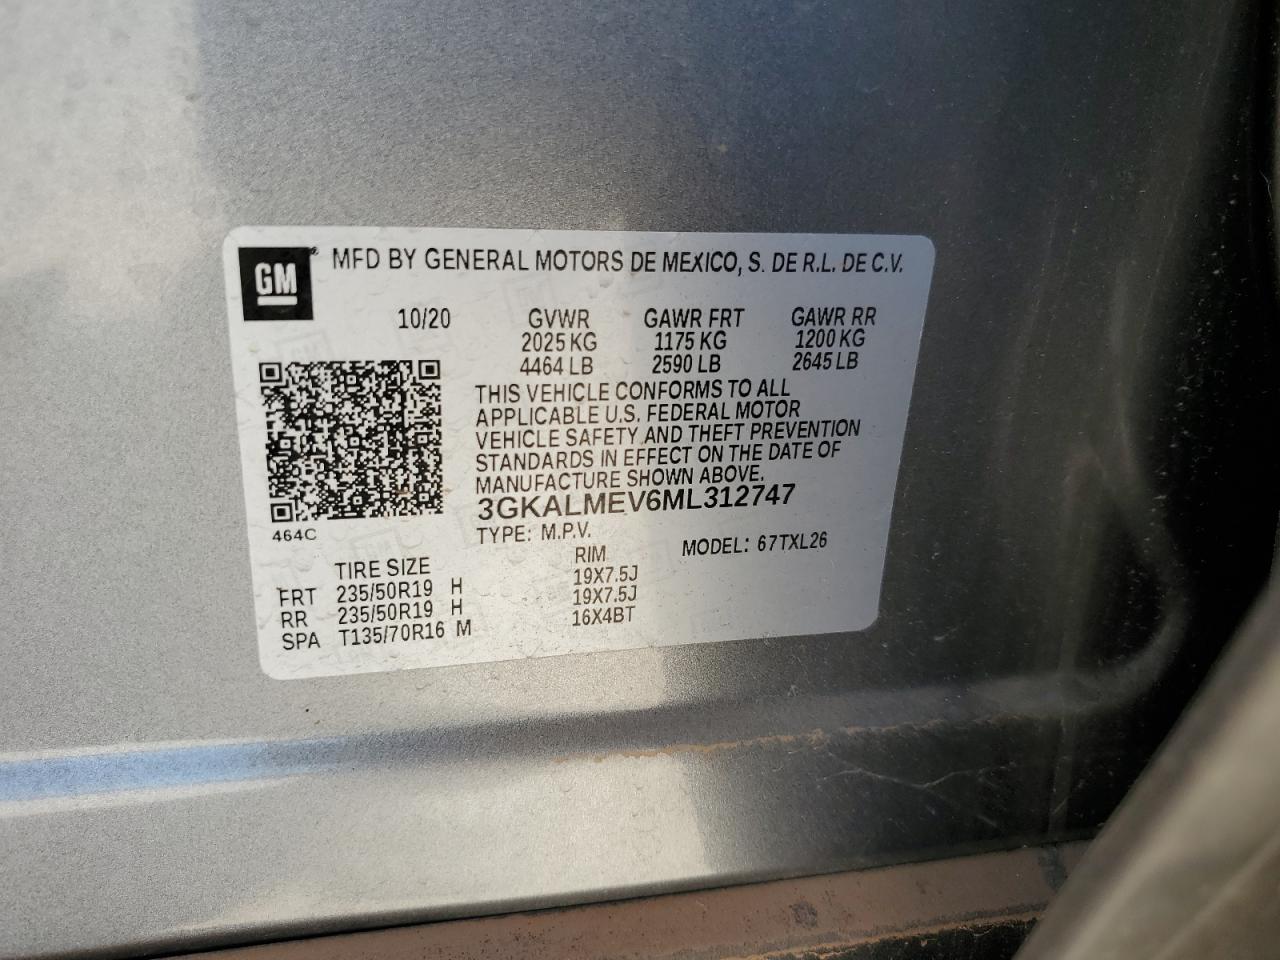 GM® MFD BY GENERAL MOTORS DE MEXICO, S. DE R.L. DE C.V.
10/20 GVWR GAWR FRT GAWR RR
2025 KG 1175 KG 1200 KG
4464 LB 2590 LB 2645 LB
THIS VEHICLE CONFORMS TO ALL
APPLICABLE U.S. FEDERAL MOTOR
VEHICLE SAFETY AND THEFT PREVENTION
STANDARDS IN EFFECT ON THE DATE OF
MANUFACTURE SHOWN ABOVE.
3GKALMEV6ML312747
464C
TYPE: M.P.V. MODEL: 67TXL26
TIRE SIZE RIM
FRT 235/50R19 H 19X7.5J
RR 235/50R19 H 19X7.5J
SPA T135/70R16 M 16X4BT